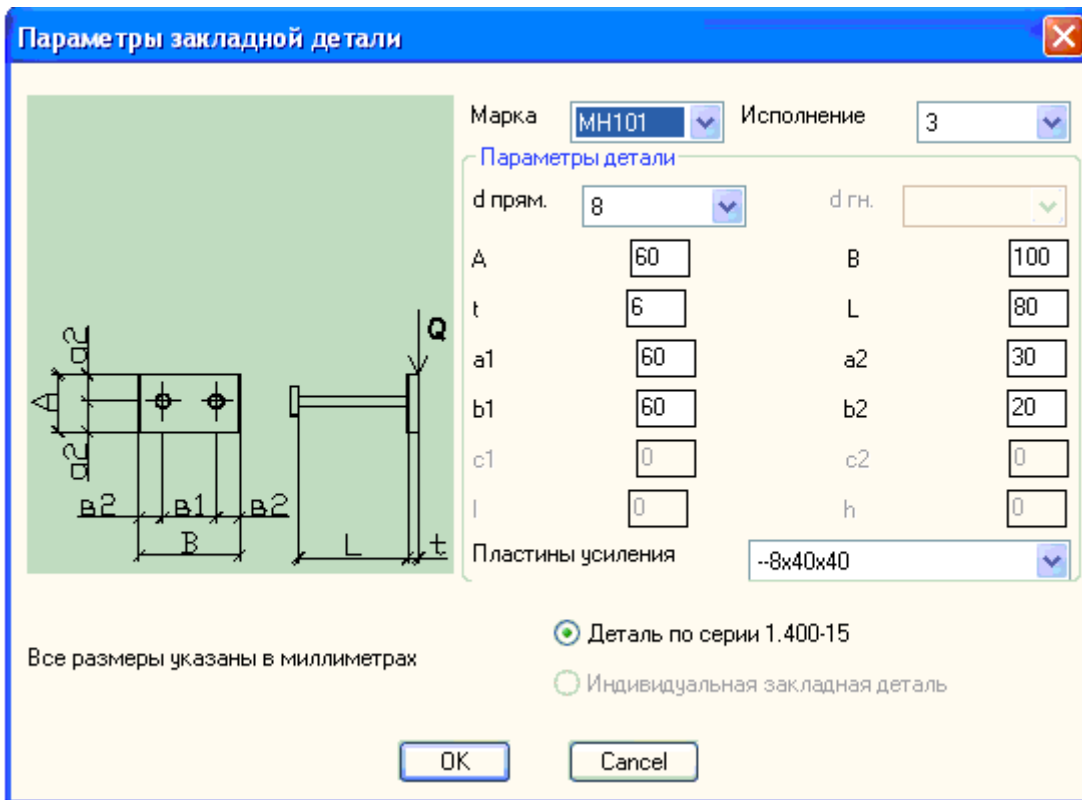 Параметры закладной детали
Марка МН101 Исполнение 3
Параметры детали
d прям. 8 d гн.
A 60 B 100
t 6 L 80
a1 60 a2 30
b1 60 b2 20
c1 0 c2 0
l 0 h 0
Пластины усиления --8x40x40
Q
a2
A
a2
в2 в1 в2
B L t
Деталь по серии 1.400-15
Все размеры указаны в миллиметрах
Индивидуальная закладная деталь
OK Cancel